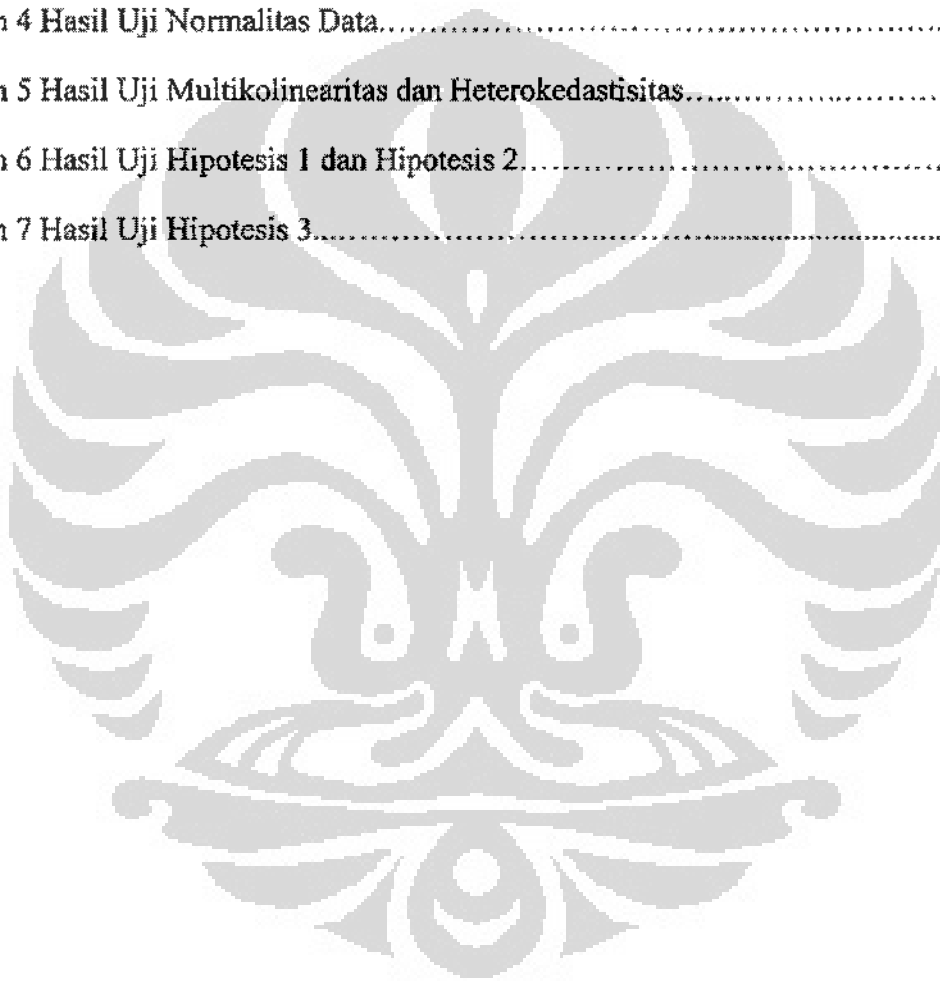 n 4 Hasil Uji Normalitas Data........................................................
n 5 Hasil Uji Multikolinearitas dan Heterokedastisitas........................
n 6 Hasil Uji Hipotesis 1 dan Hipotesis 2............................................
n 7 Hasil Uji Hipotesis 3..................................................................